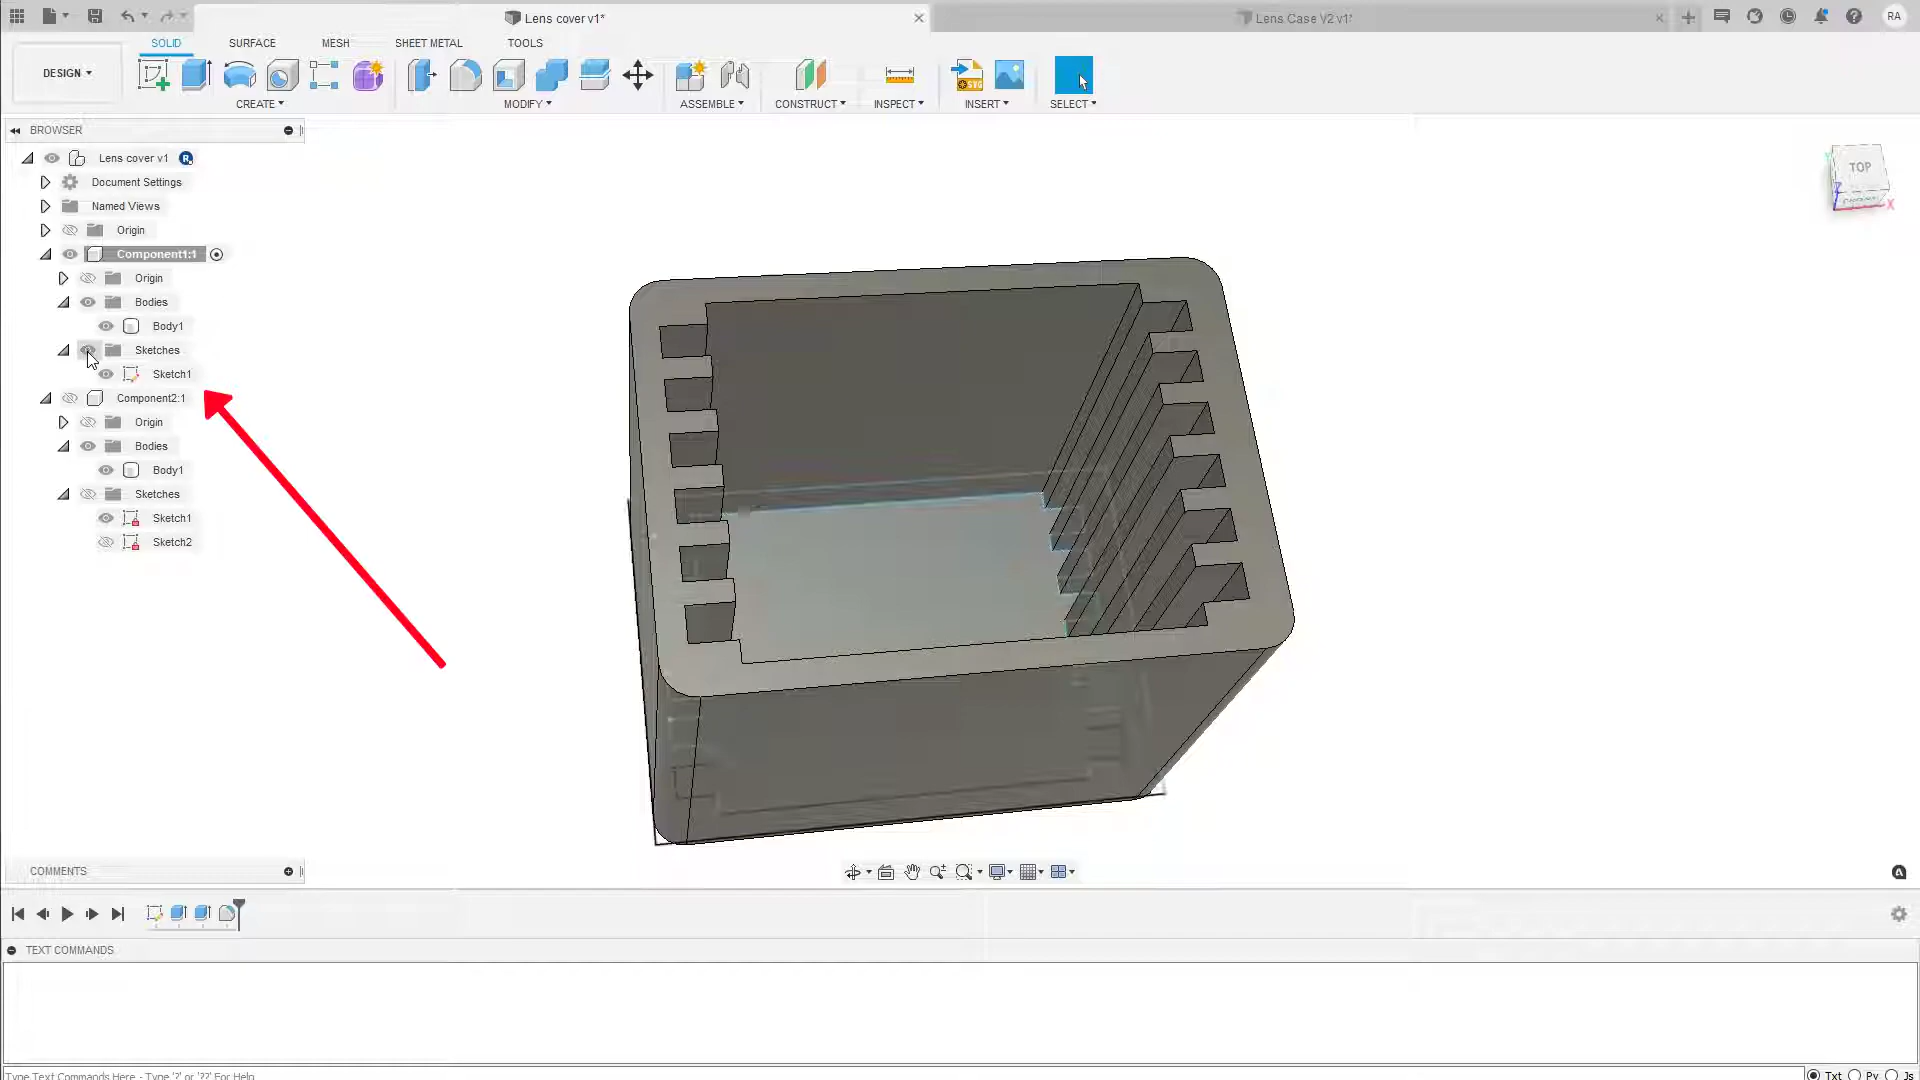 Lens cover v1*
Lens Case V2 v1*
RA
SOLID
SURFACE
MESH
SHEET METAL
TOOLS
DESIGN
CREATE
MODIFY
ASSEMBLE
CONSTRUCT
INSPECT
INSERT
SELECT
BROWSER
Lens cover v1
Document Settings
Named Views
Origin
Component1:1
Origin
Bodies
Body1
Sketches
Sketch1
Component2:1
Origin
Bodies
Body1
Sketches
Sketch1
Sketch2
TOP
Z
X
COMMENTS
TEXT COMMANDS
Type Text Commands Here - Type '?' or '??' For Help
Txt
Py
Js